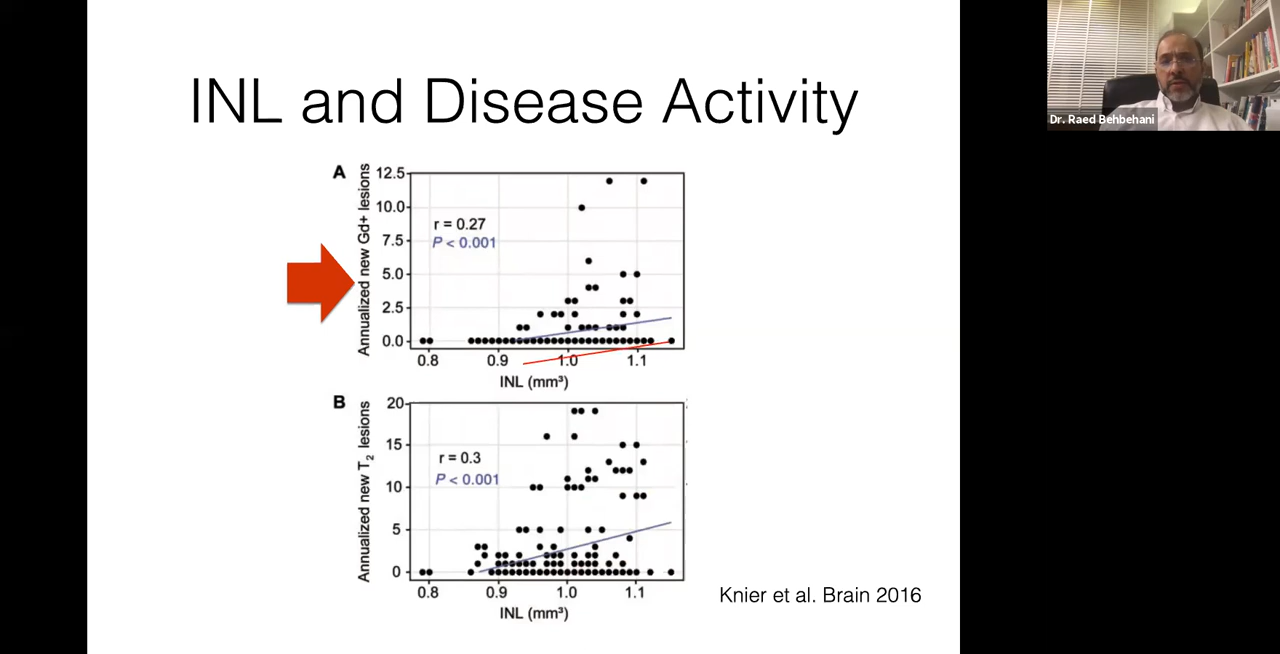 INL and Disease Activity
A
Annualized new Gd+ lesions
12.5
10.0
7.5
5.0
2.5
0.0
r = 0.27
P < 0.001
0.8 0.9 1.0 1.1
INL (mm³)
B
Annualized new T₂ lesions
20
15
10
5
0
r = 0.3
P < 0.001
0.8 0.9 1.0 1.1
INL (mm³)
Knier et al. Brain 2016
Dr. Raed Behbehani